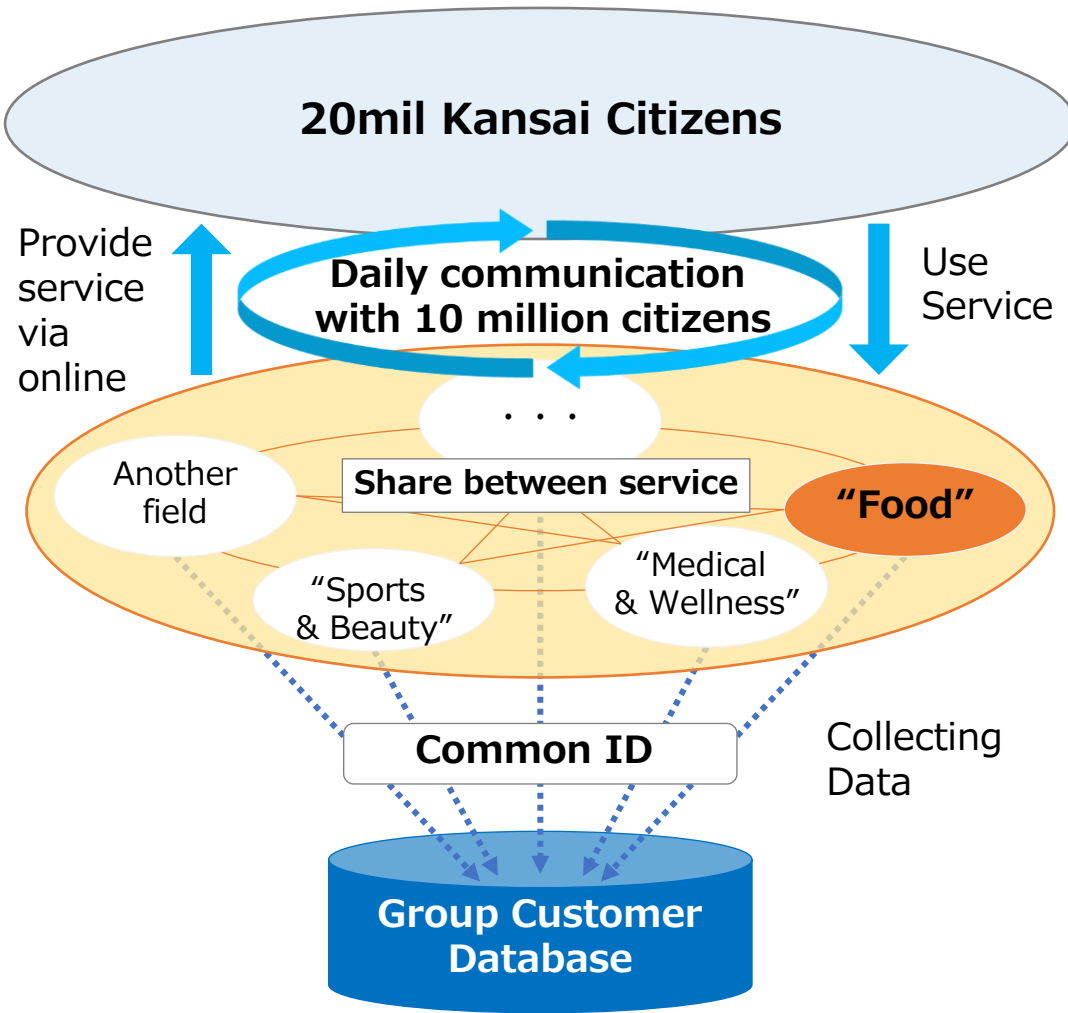 20mil Kansai Citizens
Provide
service
via
online
Daily communication
with 10 million citizens
Use
Service
・・・
Another
field
Share between service
“Food”
“Sports
& Beauty”
“Medical
& Wellness”
Common ID
Collecting
Data
Group Customer
Database